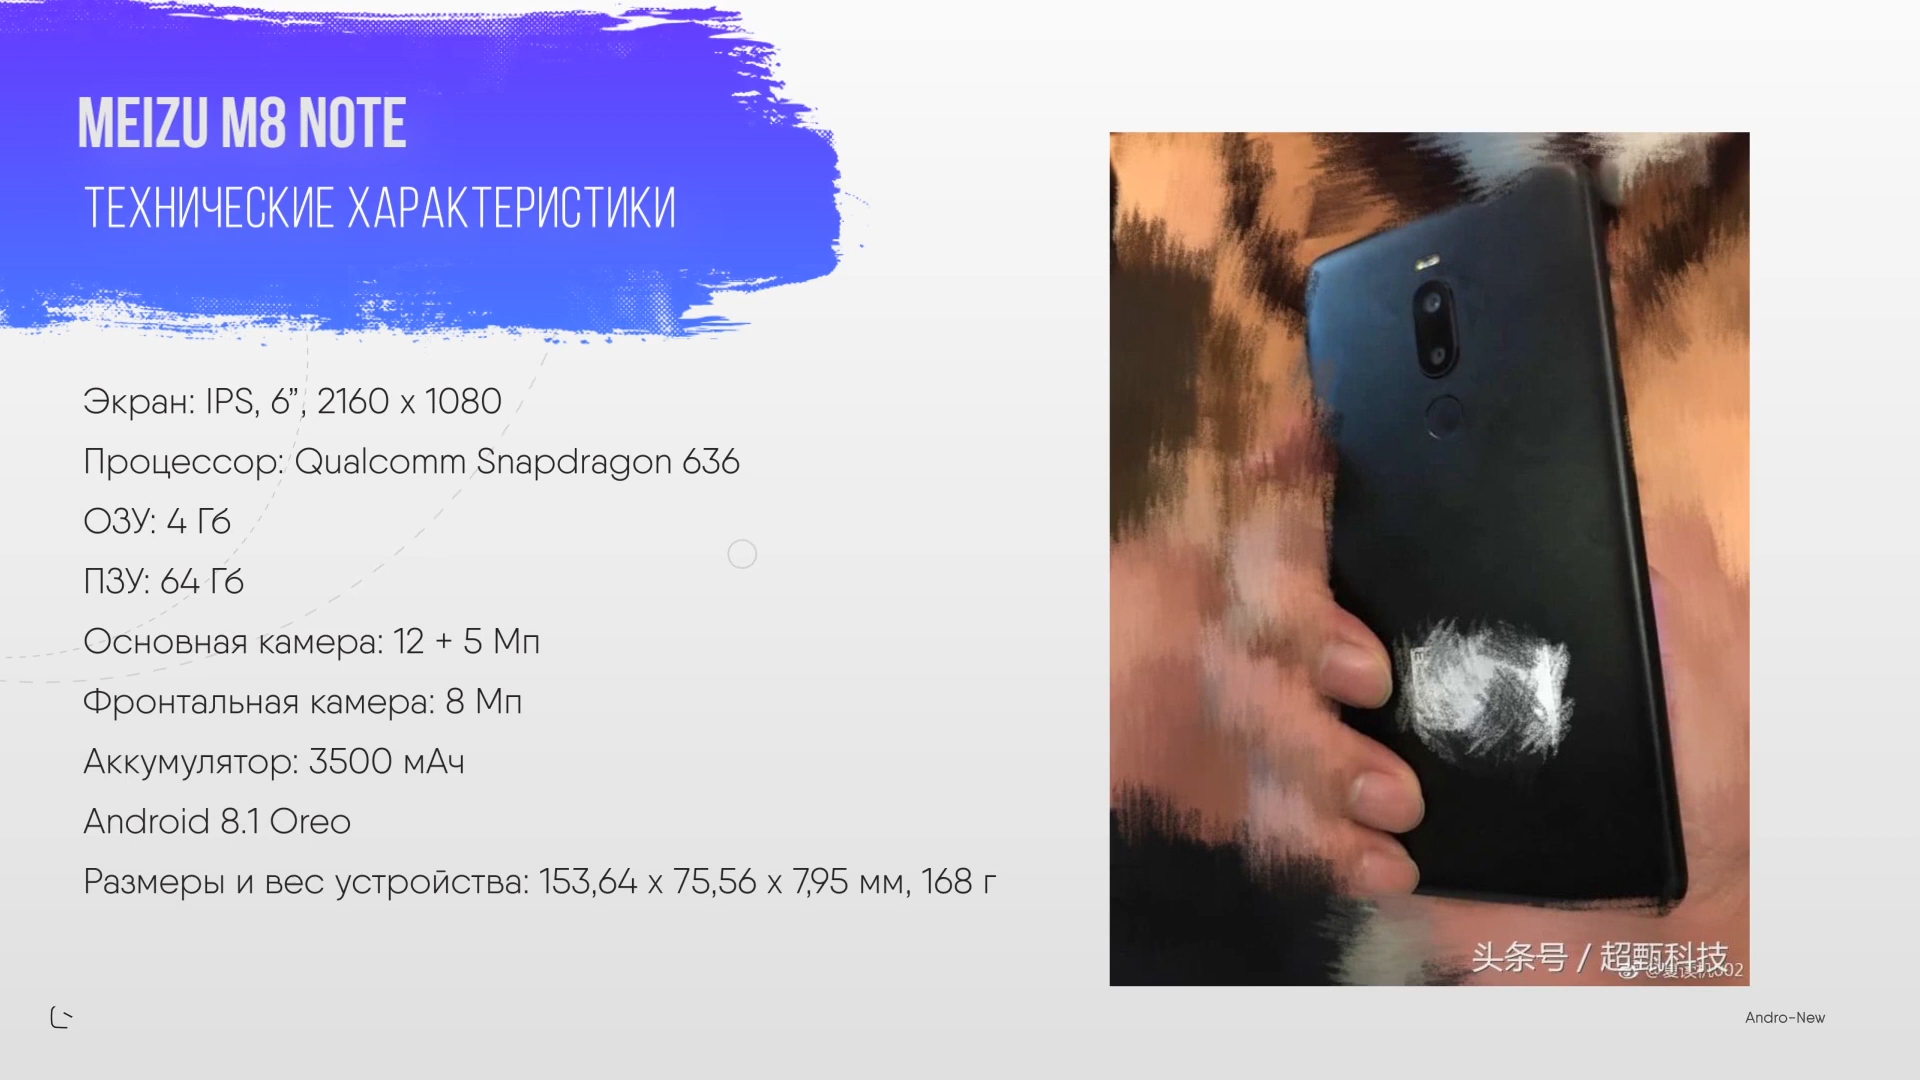 MEIZU M8 NOTE
ТЕХНИЧЕСКИЕ ХАРАКТЕРИСТИКИ
Экран: IPS, 6”, 2160 x 1080
Процессор: Qualcomm Snapdragon 636
ОЗУ: 4 Гб
ПЗУ: 64 Гб
Основная камера: 12 + 5 Мп
Фронтальная камера: 8 Мп
Аккумулятор: 3500 мАч
Android 8.1 Oreo
Размеры и вес устройства: 153,64 x 75,56 x 7,95 мм, 168 г
头条号 / 超甄科技
Andro-New